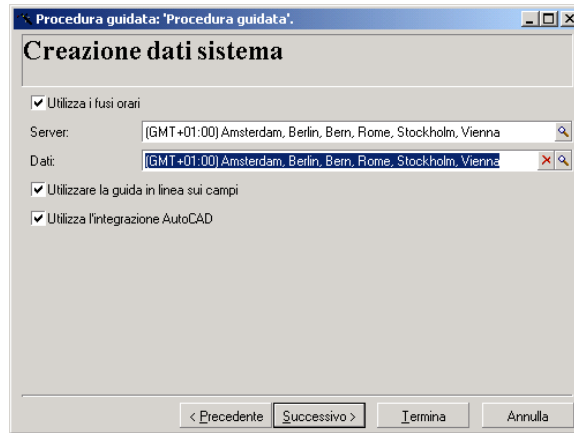 Procedura guidata: 'Procedura guidata'.
Creazione dati sistema
Utilizza i fusi orari
Server: (GMT+01:00) Amsterdam, Berlin, Bern, Rome, Stockholm, Vienna
Dati: (GMT+01:00) Amsterdam, Berlin, Bern, Rome, Stockholm, Vienna
Utilizzare la guida in linea sui campi
Utilizza l'integrazione AutoCAD
< Precedente Successivo > Termina Annulla